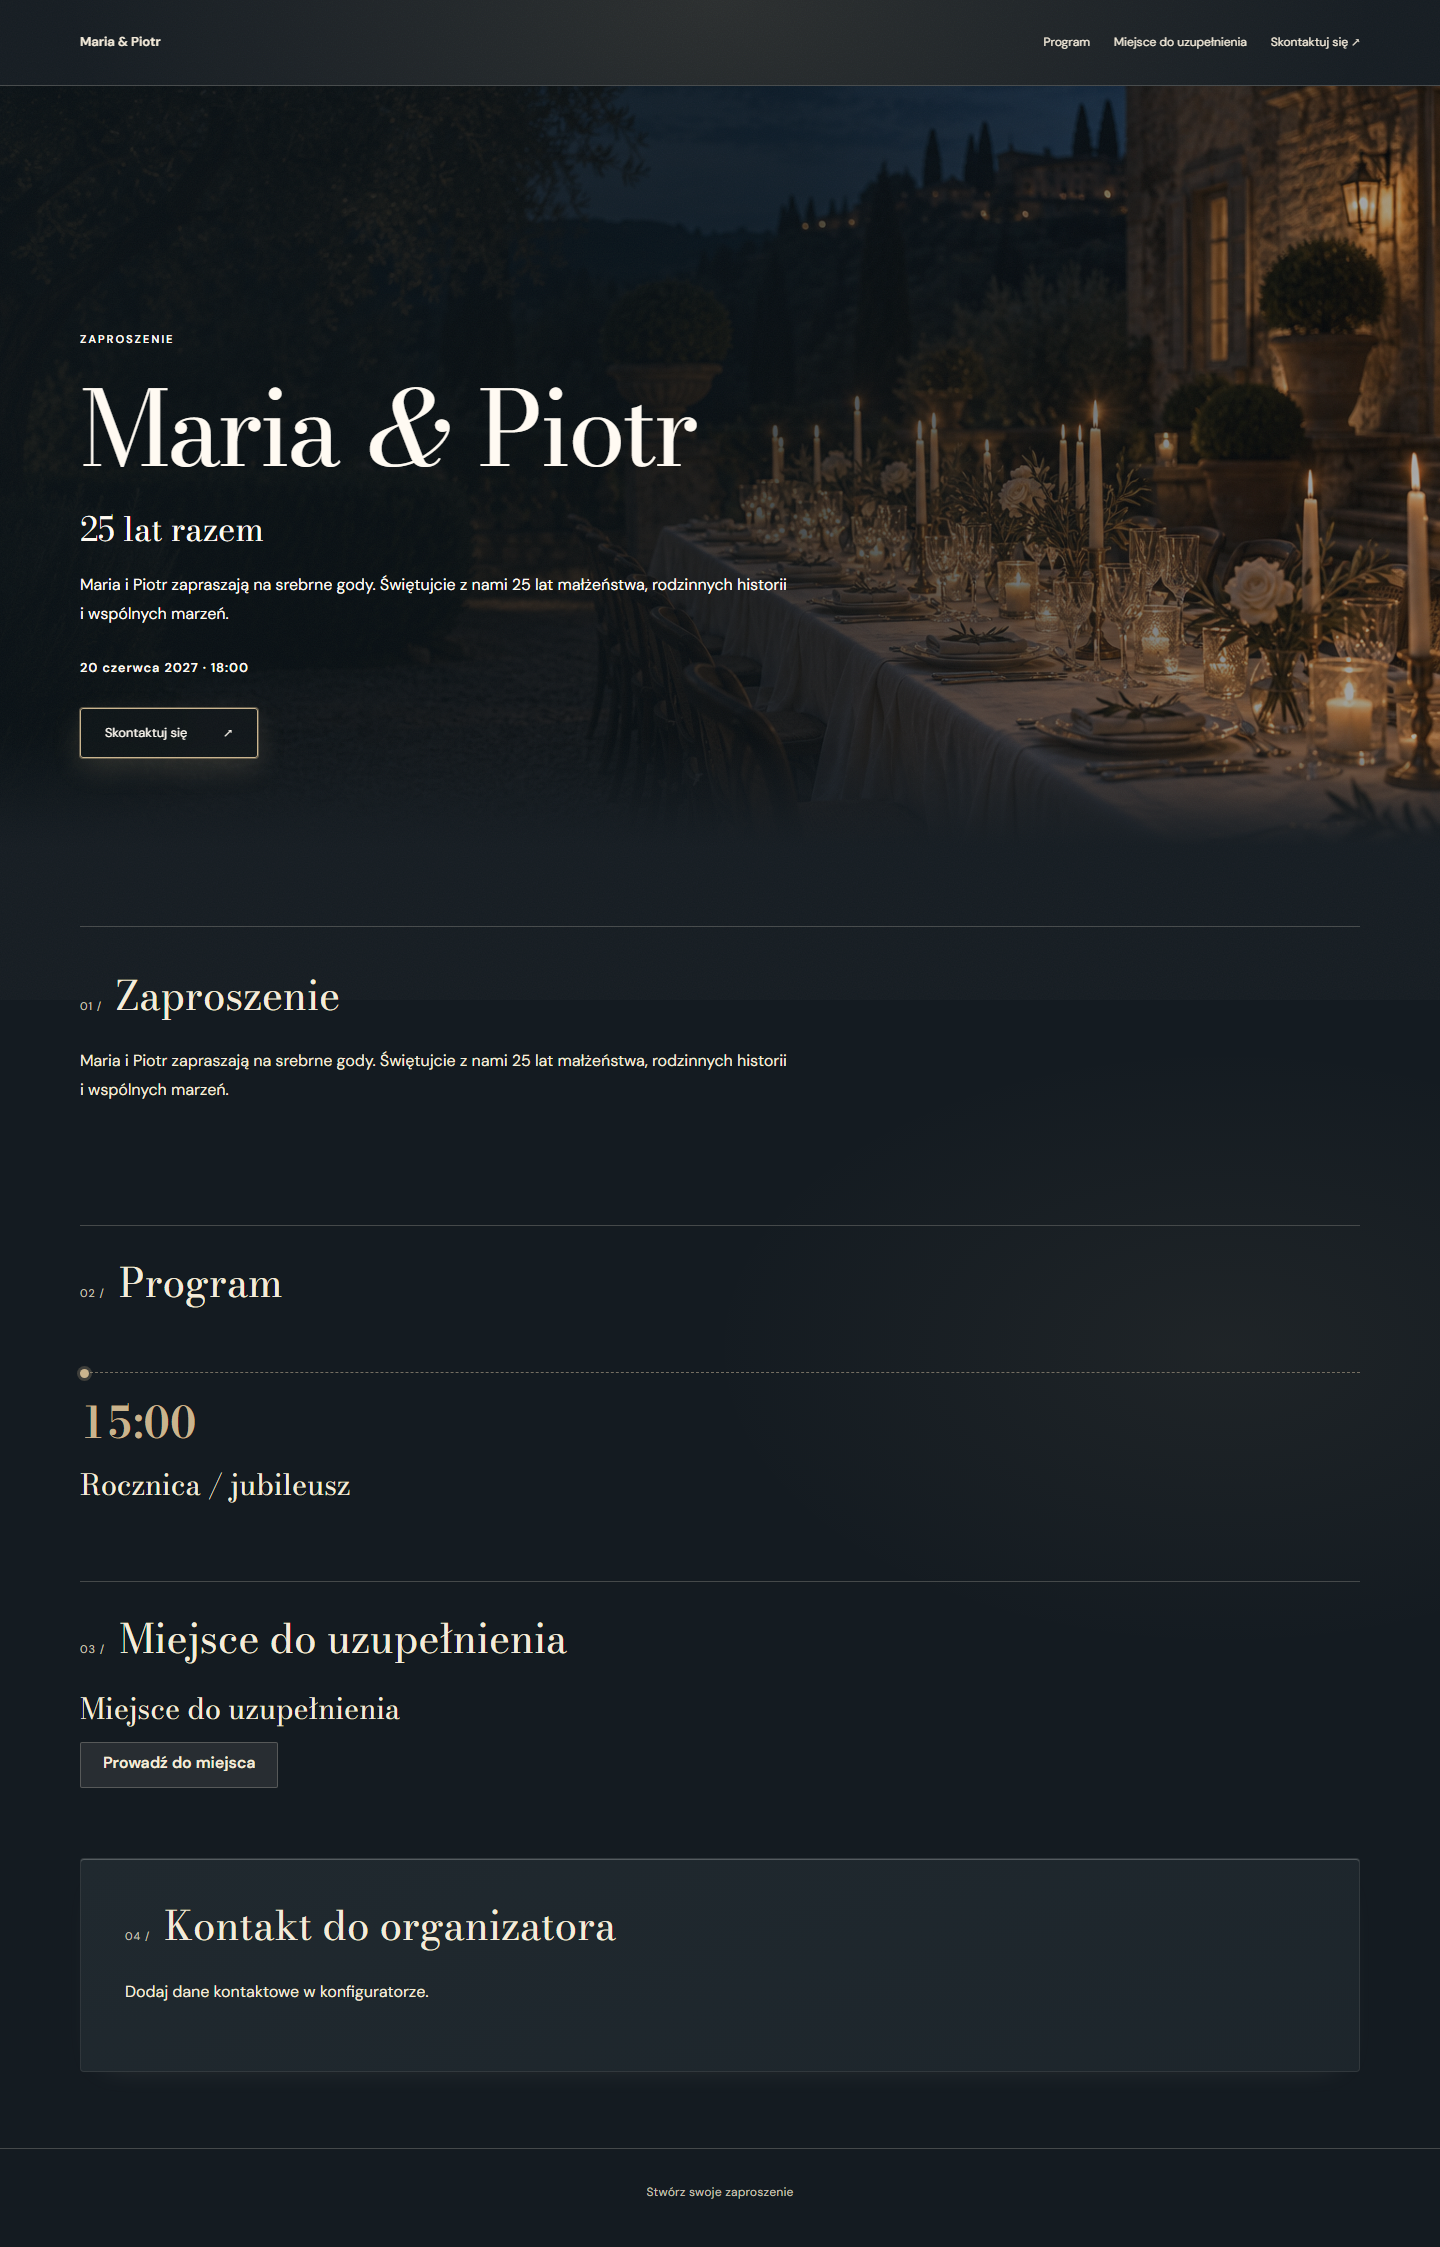 Maria & Piotr
Program Miejsce do uzupełnienia Skontaktuj się ↗
ZAPROSZENIE
Maria & Piotr
25 lat razem
Maria i Piotr zapraszają na srebrne gody. Świętujcie z nami 25 lat małżeństwa, rodzinnych historii
i wspólnych marzeń.
20 czerwca 2027 · 18:00
Skontaktuj się ↗
01 / Zaproszenie
Maria i Piotr zapraszają na srebrne gody. Świętujcie z nami 25 lat małżeństwa, rodzinnych historii
i wspólnych marzeń.
02 / Program
15:00
Rocznica / jubileusz
03 / Miejsce do uzupełnienia
Miejsce do uzupełnienia
Prowadź do miejsca
04 / Kontakt do organizatora
Dodaj dane kontaktowe w konfiguratorze.
Stwórz swoje zaproszenie